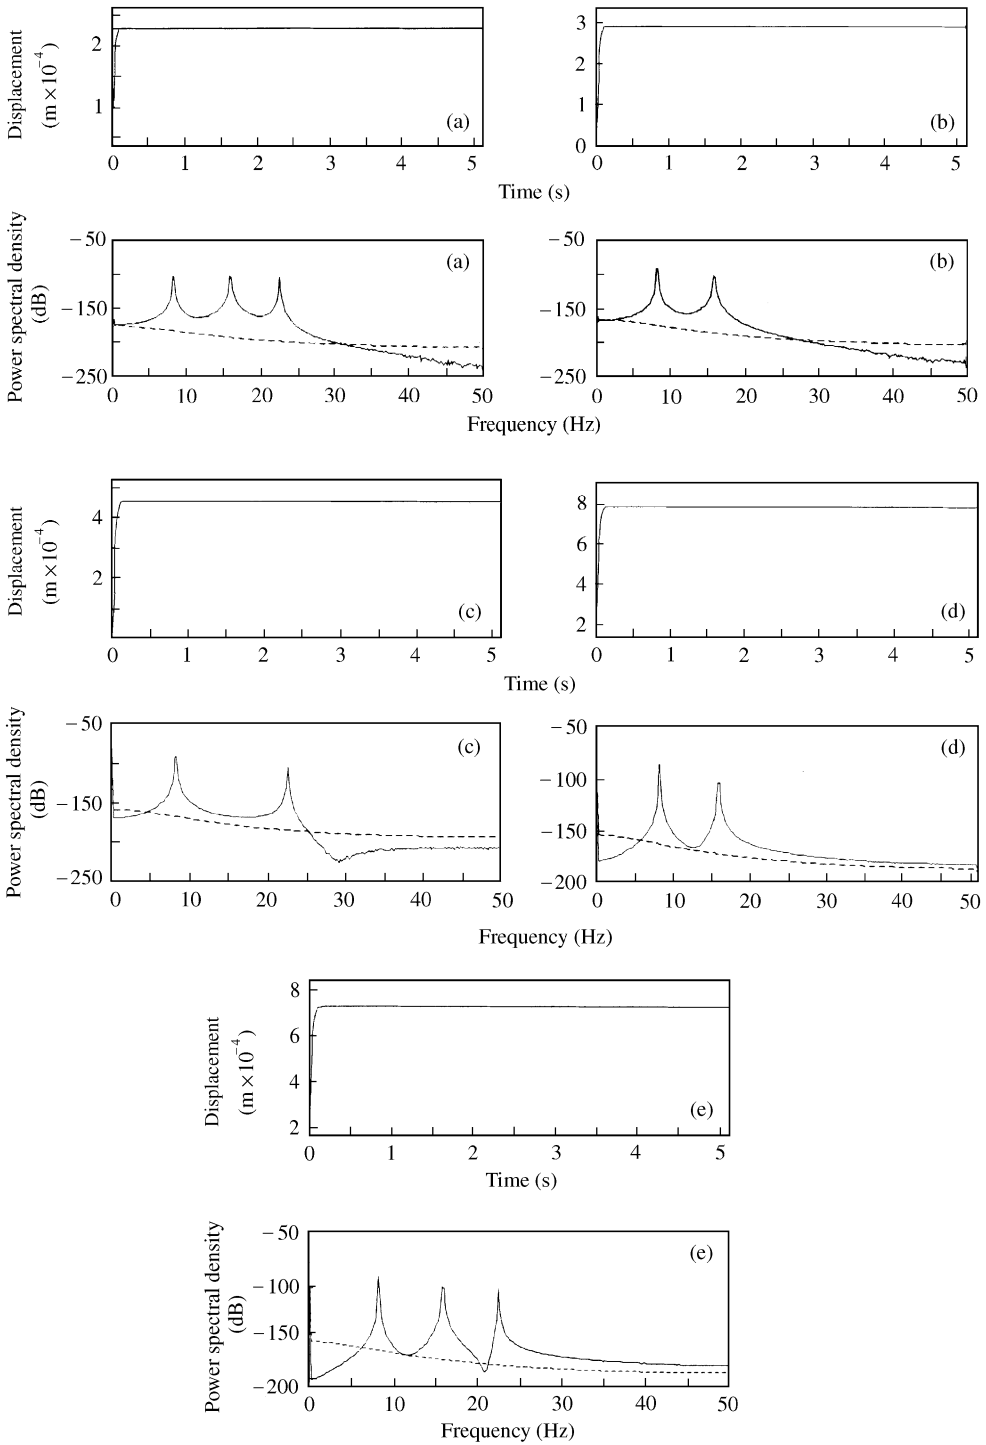 Displacement
(m×10⁻⁴)
2
1
(a)
0 1 2 3 4 5
3
2
1
0
(b)
0 1 2 3 4 5
Time (s)
Power spectral density
(dB)
−50
−150
−250
(a)
0 10 20 30 40 50
−50
−150
−250
(b)
0 10 20 30 40 50
Frequency (Hz)
Displacement
(m×10⁻⁴)
4
2
(c)
0 1 2 3 4 5
8
6
4
2
(d)
0 1 2 3 4 5
Time (s)
Power spectral density
(dB)
−50
−150
−250
(c)
0 10 20 30 40 50
−50
−100
−150
−200
(d)
0 10 20 30 40 50
Frequency (Hz)
Displacement
(m×10⁻⁴)
8
6
4
2
(e)
0 1 2 3 4 5
Time (s)
Power spectral density
(dB)
−50
−100
−150
−200
(e)
0 10 20 30 40 50
Frequency (Hz)